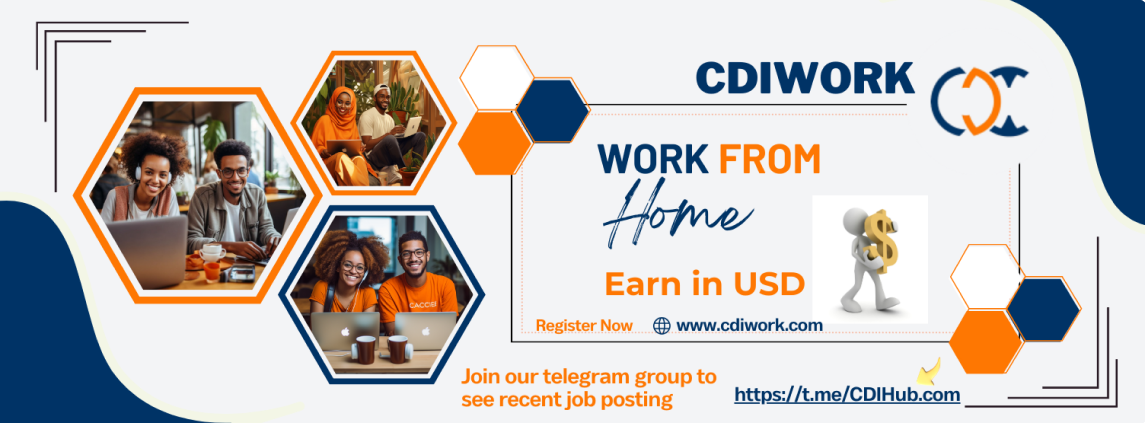 CDIWORK
WORK FROM
Home
Earn in USD
Register Now www.cdiwork.com
Join our telegram group to
see recent job posting
https://t.me/CDIHub.com